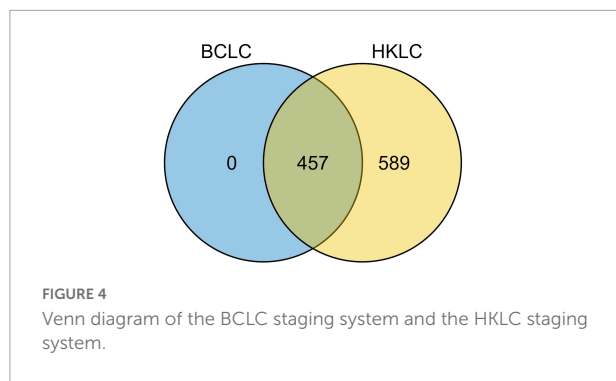 BCLC HKLC
0 457 589
FIGURE 4
Venn diagram of the BCLC staging system and the HKLC staging
system.